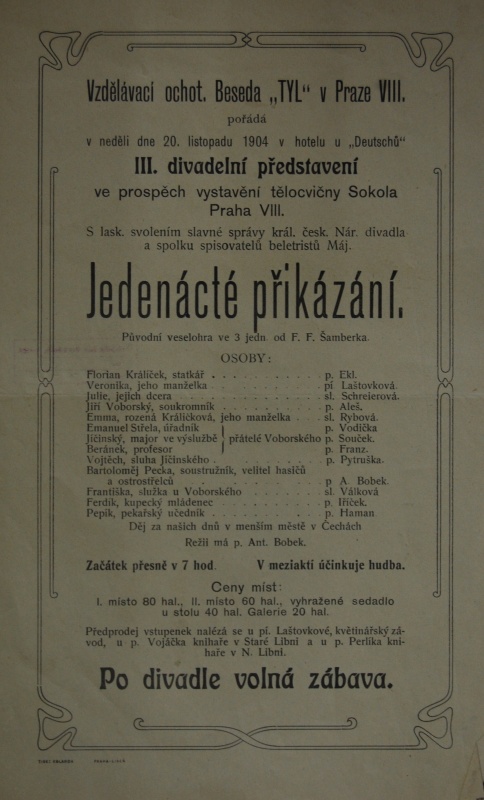 Vzdělávací ochot. Beseda „TYL“ v Praze VIII.
pořádá
v neděli dne 20. listopadu 1904 v hotelu u „Deutschů“
III. divadelní představení
ve prospěch vystavění tělocvičny Sokola
Praha VIII.
S lask. svolením slavné správy král. česk. Nár. divadla
a spolku spisovatelů beletristů Máj.
Jedenácté přikázání.
Původní veselohra ve 3 jedn. od F. F. Šamberka.
OSOBY:
Florian Králíček, statkář . . . . . . . . . p. Ekl.
Veronika, jeho manželka . . . . . . . . . pí Laštovková.
Julie, jejich dcera . . . . . . . . . sl. Schreierová.
Jiří Voborský, soukromník . . . . . . . . . p. Aleš.
Emma, rozená Králíčková, jeho manželka . . sl. Rybová.
Emanuel Střela, úřadník p. Vodička
Jičínský, major ve výslužbě } přátelé Voborského p. Souček.
Beránek, profesor p. Franz.
Vojtěch, sluha Jičínského . . . . . . . . . p. Pytruška.
Bartoloměj Pecka, soustružník, velitel hasičů
a ostrostřelců . . . . . . . . . p A. Bobek.
Františka, služka u Voborského . . . . . . sl. Válková
Ferdík, kupecký mládenec . . . . . . . . p. Iříček.
Pepík, pekařský učedník . . . . . . . . . p. Haman.
Děj za našich dnů v menším městě v Čechách
Režii má p. Ant. Bobek.
Začátek přesně v 7 hod. V meziaktí účinkuje hudba.
Ceny míst:
I. místo 80 hal., II. místo 60 hal., vyhražené sedadlo
u stolu 40 hal. Galerie 20 hal.
Předprodej vstupenek nalézá se u pí. Laštovkové, květinářský zá-
vod, u p. Vojáčka knihaře v Staré Libni a u p. Perlíka kni-
haře v N. Libni.
Po divadle volná zábava.